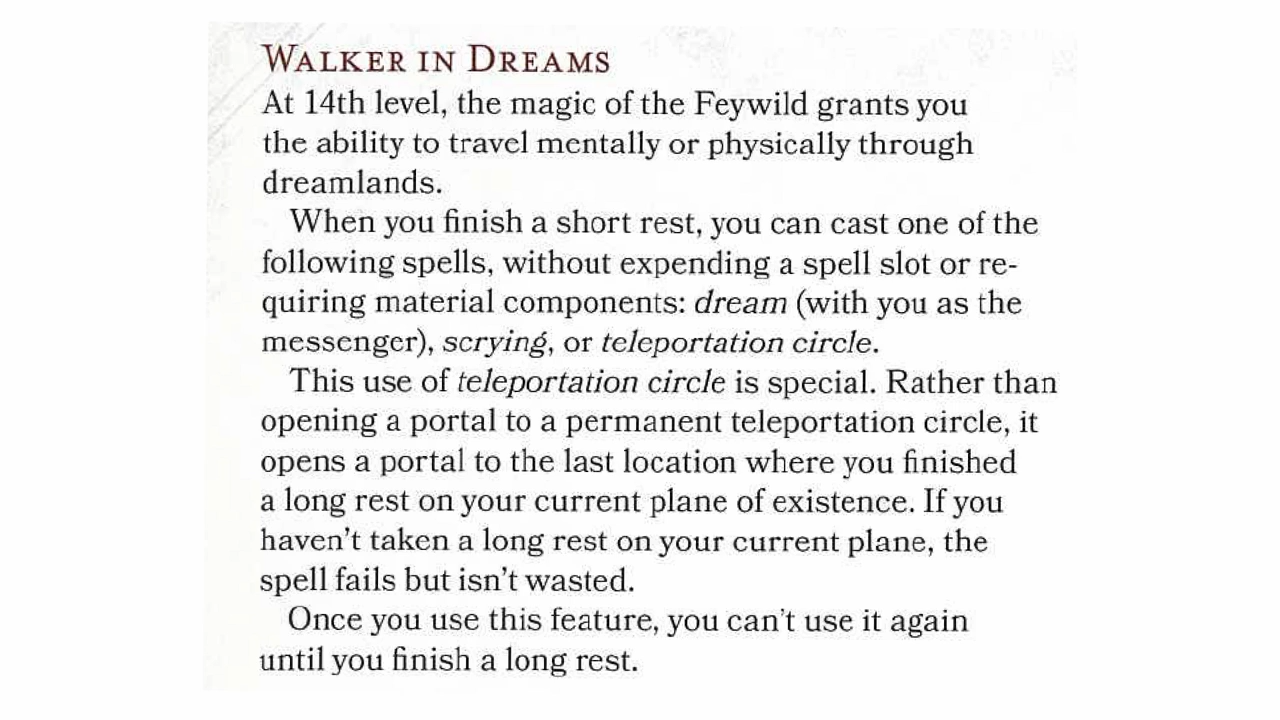 WALKER IN DREAMS
At 14th level, the magic of the Feywild grants you
the ability to travel mentally or physically through
dreamlands.
When you finish a short rest, you can cast one of the
following spells, without expending a spell slot or re-
quiring material components: dream (with you as the
messenger), scrying, or teleportation circle.
This use of teleportation circle is special. Rather than
opening a portal to a permanent teleportation circle, it
opens a portal to the last location where you finished
a long rest on your current plane of existence. If you
haven't taken a long rest on your current plane, the
spell fails but isn't wasted.
Once you use this feature, you can't use it again
until you finish a long rest.